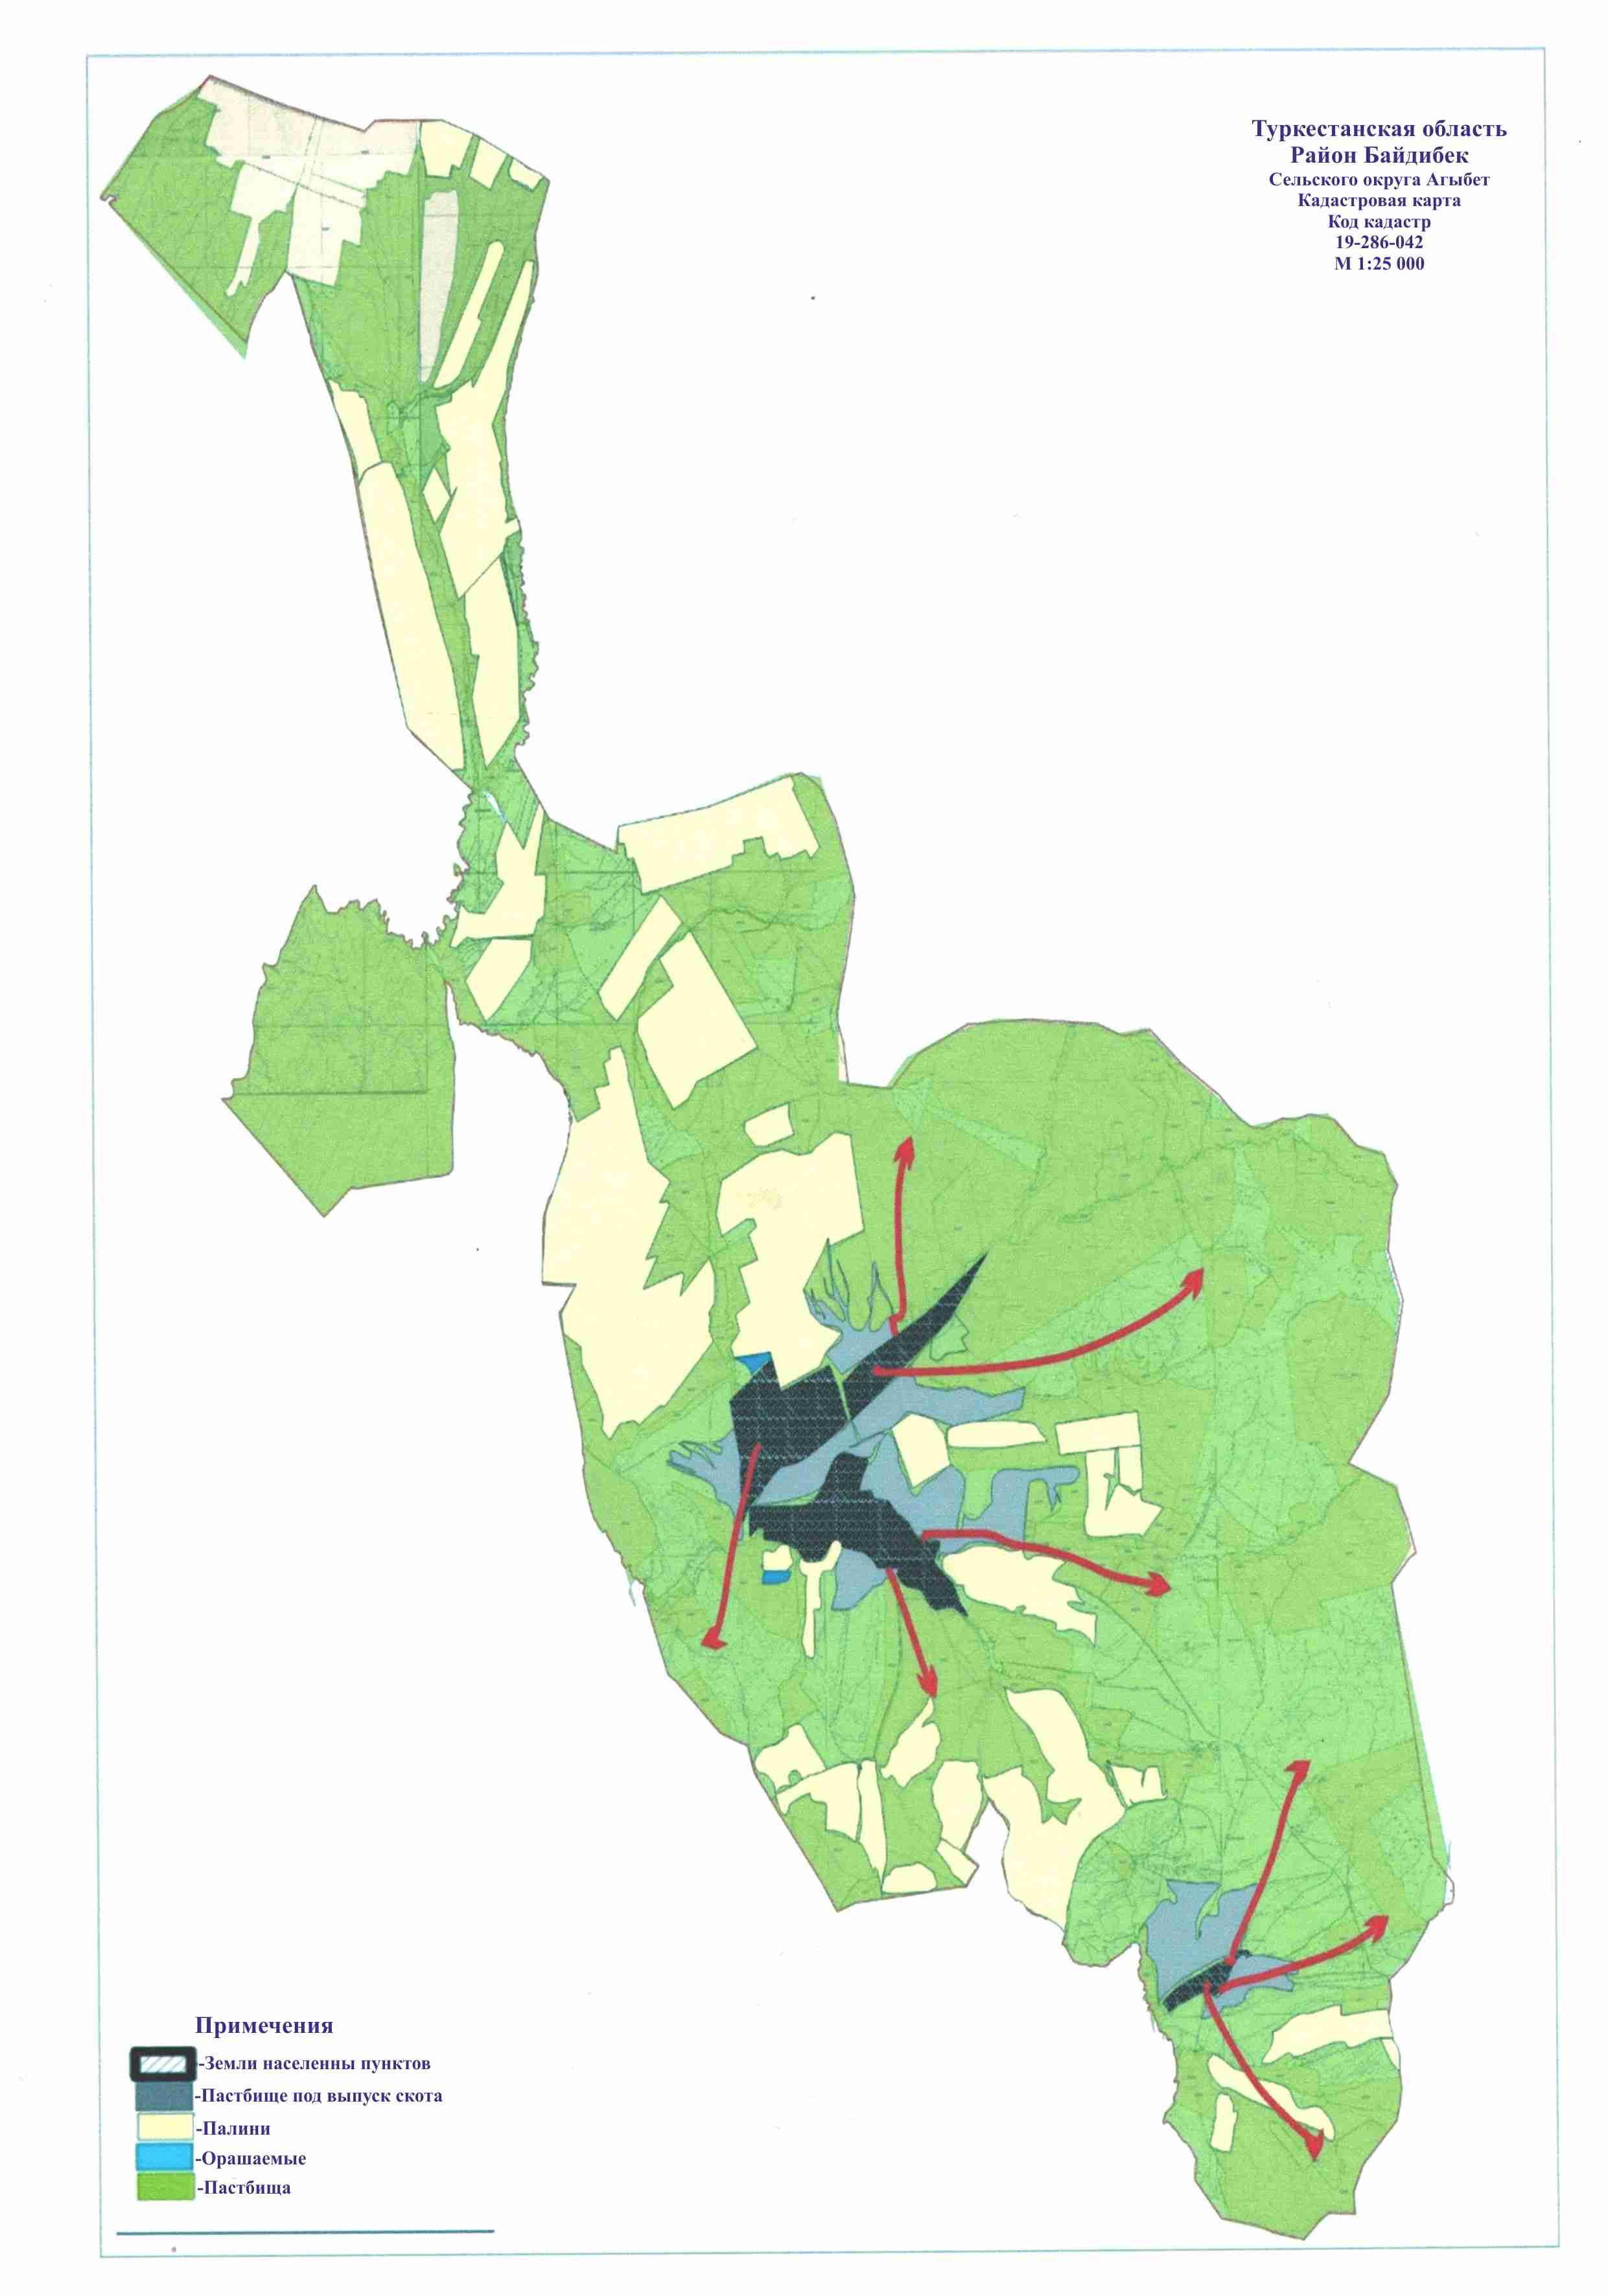 Туркестанская область
Район Байдибек
Сельского округа Агыбет
Кадастровая карта
Код кадастр
19-286-042
М 1:25 000
Примечения
-Земли населенны пунктов
-Пастбище под выпуск скота
-Палини
-Орашаемые
-Пастбища